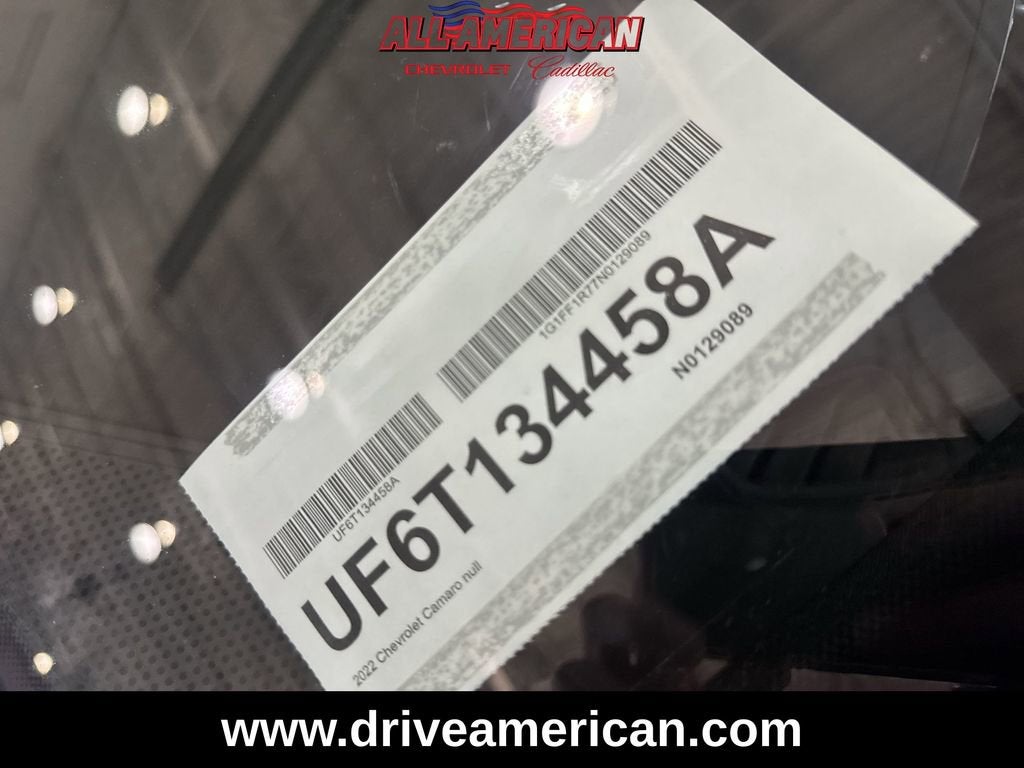 ALL-AMERICAN
CHEVROLET Cadillac
1G1FF1R77N0129089
UF6T134458A
UF6T134458A
N0129089
2022 Chevrolet Camaro null
www.driveamerican.com